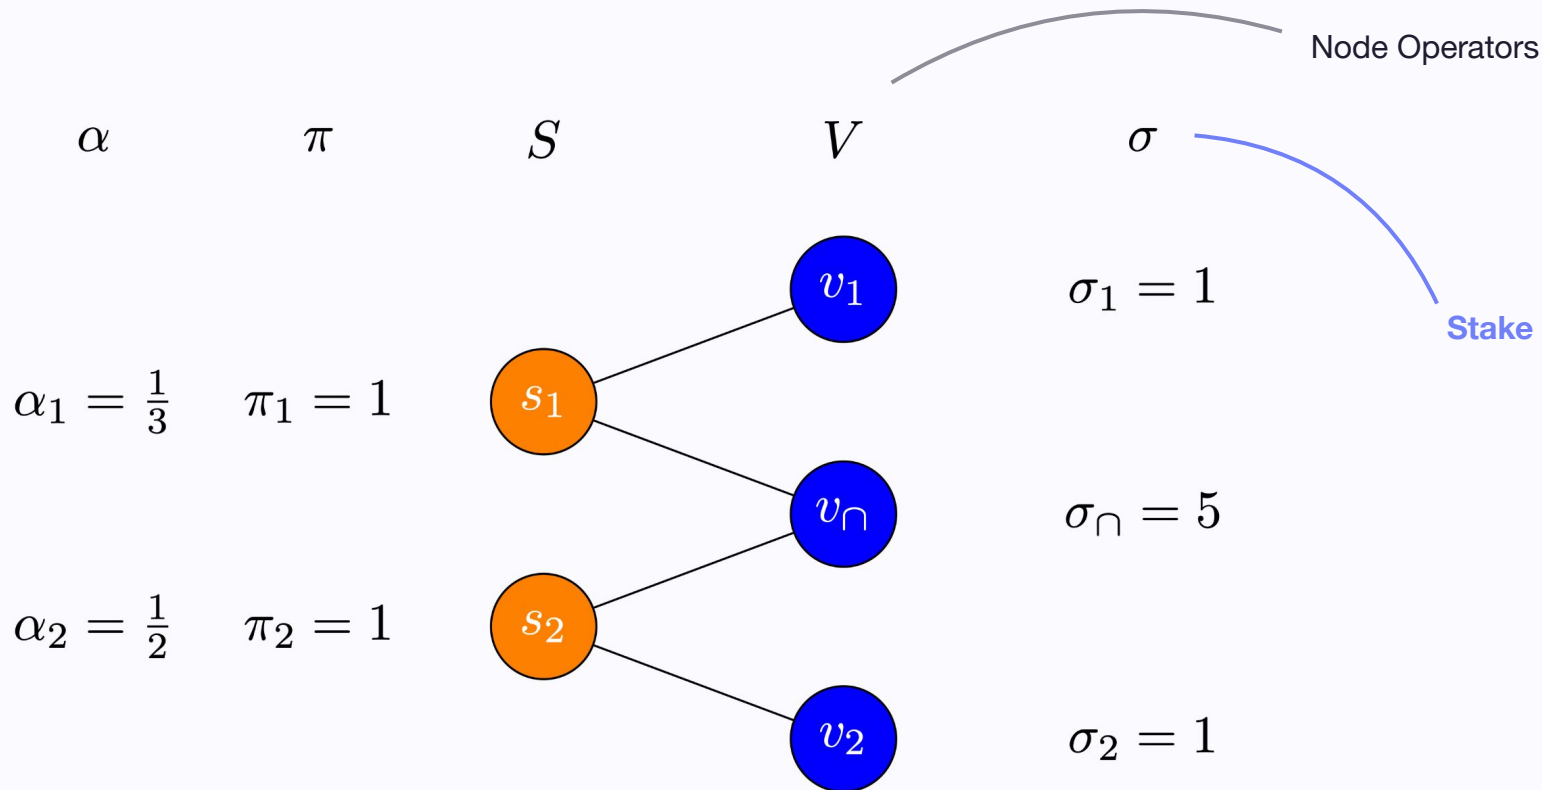 Node Operators
α π S V σ
v₁ σ₁ = 1
Stake
α₁ = 1/3 π₁ = 1 s₁
v∩ σ∩ = 5
α₂ = 1/2 π₂ = 1 s₂
v₂ σ₂ = 1